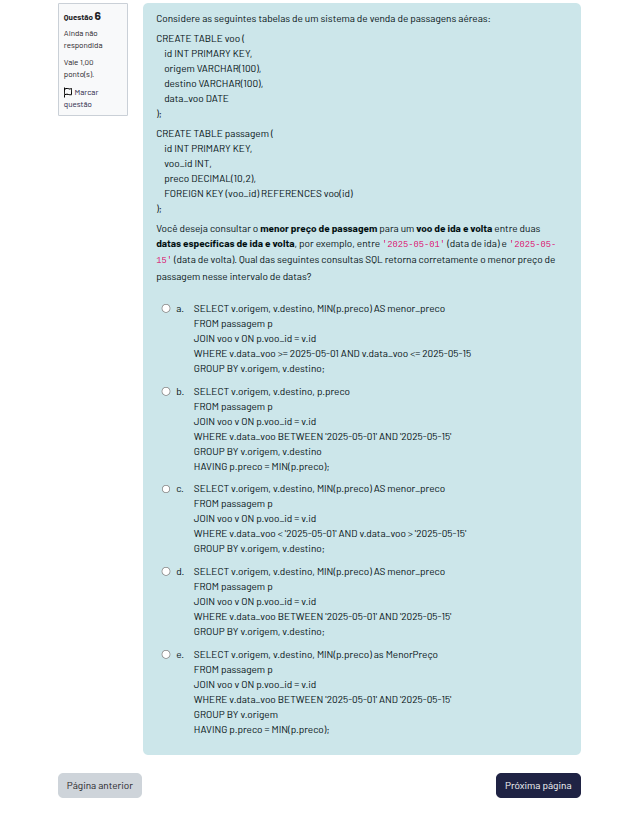 Questão 6
Ainda não
respondida
Vale 1,00
ponto(s).
Marcar
questão
Considere as seguintes tabelas de um sistema de venda de passagens aéreas:
CREATE TABLE voo (
id INT PRIMARY KEY,
origem VARCHAR(100),
destino VARCHAR(100),
data_voo DATE
);
CREATE TABLE passagem (
id INT PRIMARY KEY,
voo_id INT,
preco DECIMAL(10,2),
FOREIGN KEY (voo_id) REFERENCES voo(id)
);
Você deseja consultar o menor preço de passagem para um voo de ida e volta entre duas
datas específicas de ida e volta, por exemplo, entre '2025-05-01' (data de ida) e '2025-05-
15' (data de volta). Qual das seguintes consultas SQL retorna corretamente o menor preço de
passagem nesse intervalo de datas?
a. SELECT v.origem, v.destino, MIN(p.preco) AS menor_preco
FROM passagem p
JOIN voo v ON p.voo_id = v.id
WHERE v.data_voo >= 2025-05-01 AND v.data_voo <= 2025-05-15
GROUP BY v.origem, v.destino;
b. SELECT v.origem, v.destino, p.preco
FROM passagem p
JOIN voo v ON p.voo_id = v.id
WHERE v.data_voo BETWEEN '2025-05-01' AND '2025-05-15'
GROUP BY v.origem, v.destino
HAVING p.preco = MIN(p.preco);
c. SELECT v.origem, v.destino, MIN(p.preco) AS menor_preco
FROM passagem p
JOIN voo v ON p.voo_id = v.id
WHERE v.data_voo < '2025-05-01' AND v.data_voo > '2025-05-15'
GROUP BY v.origem, v.destino;
d. SELECT v.origem, v.destino, MIN(p.preco) AS menor_preco
FROM passagem p
JOIN voo v ON p.voo_id = v.id
WHERE v.data_voo BETWEEN '2025-05-01' AND '2025-05-15'
GROUP BY v.origem, v.destino;
e. SELECT v.origem, v.destino, MIN(p.preco) as MenorPreço
FROM passagem p
JOIN voo v ON p.voo_id = v.id
WHERE v.data_voo BETWEEN '2025-05-01' AND '2025-05-15'
GROUP BY v.origem
HAVING p.preco = MIN(p.preco);
Página anterior
Próxima página